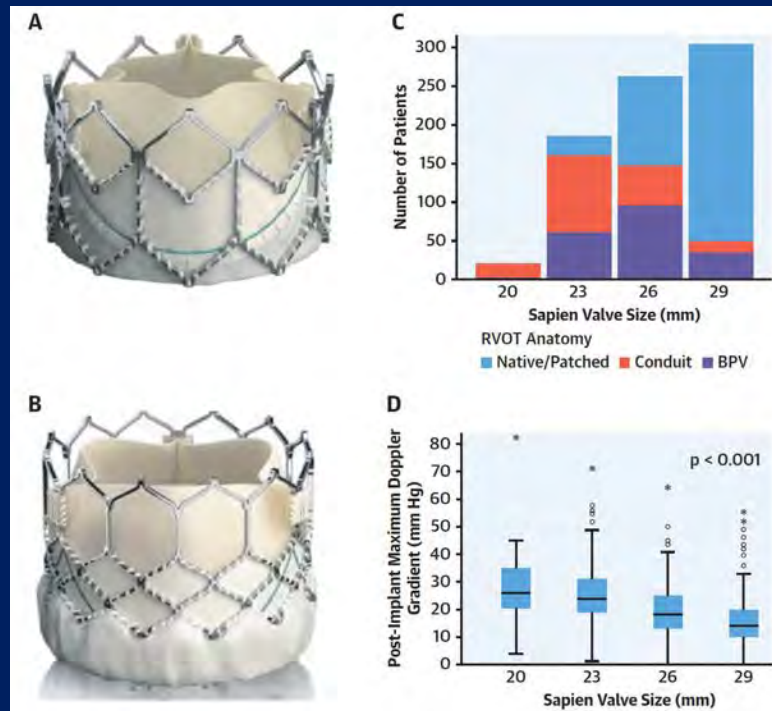 A
B
C
Number of Patients
300
250
200
150
100
50
0
20 23 26 29
Sapien Valve Size (mm)
RVOT Anatomy
Native/Patched Conduit BPV
D
Post-Implant Maximum Doppler
Gradient (mm Hg)
80
70
60
50
40
30
20
10
0
p < 0.001
20 23 26 29
Sapien Valve Size (mm)